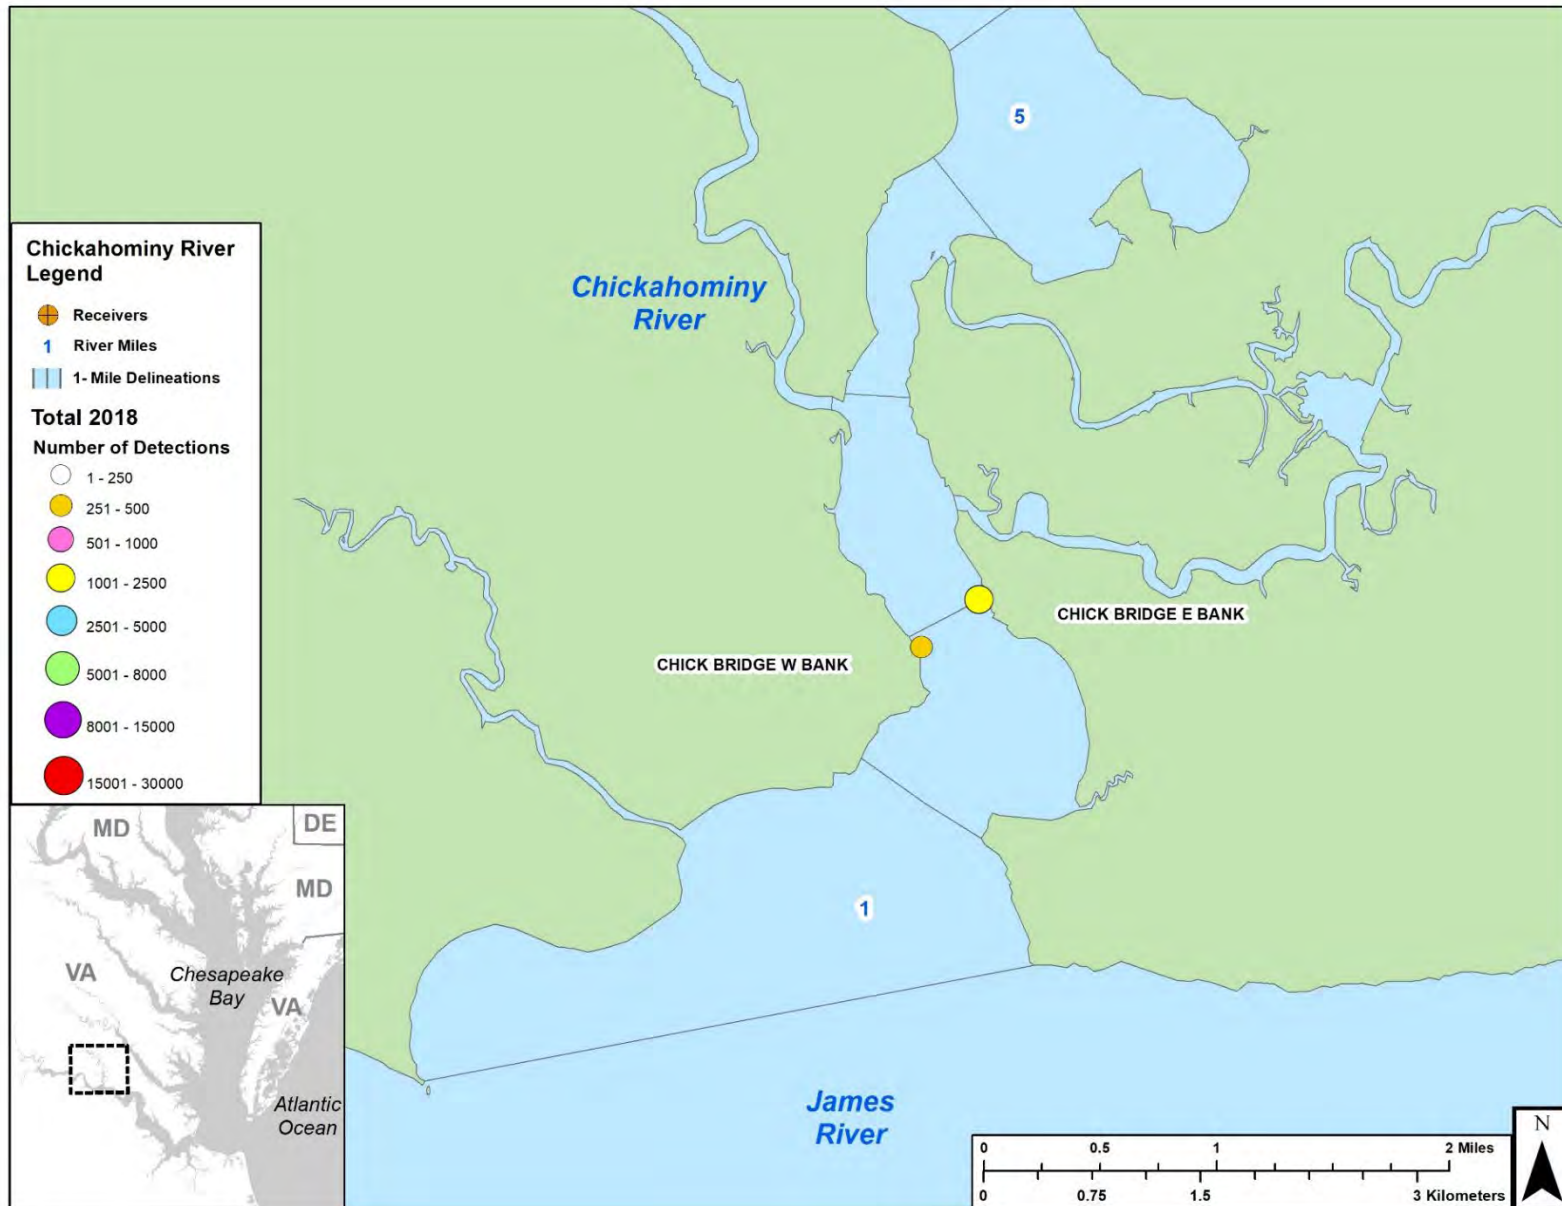 5
Chickahominy
River
Chickahominy River
Legend
Receivers
1 River Miles
1- Mile Delineations
Total 2018
Number of Detections
1 - 250
251 - 500
501 - 1000
1001 - 2500
2501 - 5000
5001 - 8000
8001 - 15000
15001 - 30000
CHICK BRIDGE E BANK
CHICK BRIDGE W BANK
1
James
River
MD
DE
MD
VA
Chesapeake
Bay
VA
Atlantic
Ocean
0 0.5 1 2 Miles
0 0.75 1.5 3 Kilometers
N